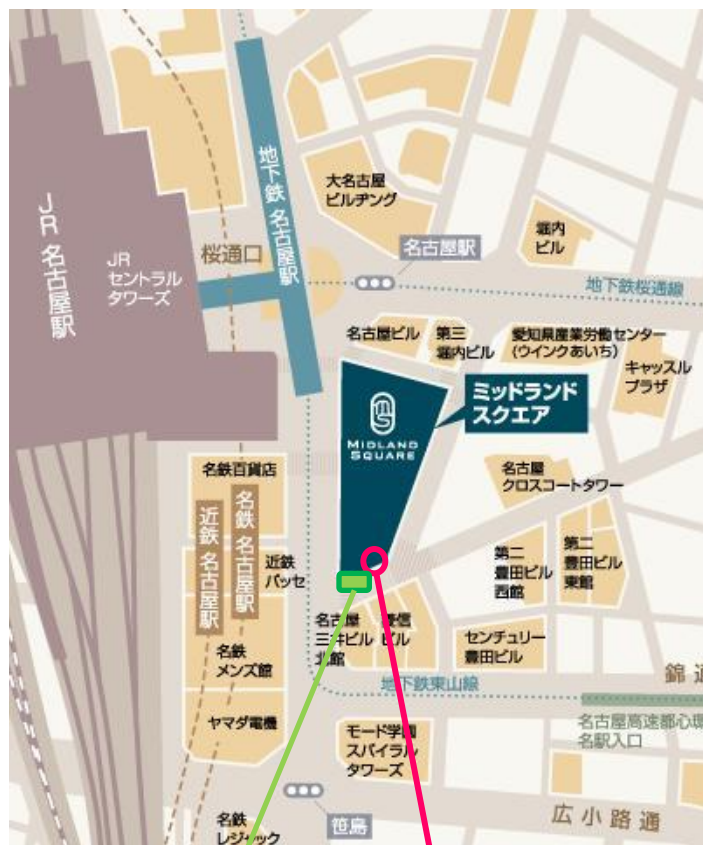 大名古屋
ビルヂング
地下鉄 名古屋駅
JR 名古屋駅
JR
セントラル
タワーズ
桜通口
名古屋駅
堀内
ビル
地下鉄桜通線
名古屋ビル
第三
堀内ビル
愛知県産業労働センター
(ウインクあいち)
キャッスル
プラザ
ミッドランド
スクエア
MIDLAND
SQUARE
名鉄百貨店
名古屋
クロスコートタワー
近鉄 名古屋駅
名鉄 名古屋駅
近鉄
パッセ
第二
豊田ビル
西館
第二
豊田ビル
東館
名古屋
三井ビル
北館
豊信
ビル
センチュリー
豊田ビル
名鉄
メンズ館
地下鉄東山線
錦通
ヤマダ電機
モード学園
スパイラル
タワーズ
名古屋高速都心環
名駅入口
笹島
広小路通
名鉄
レジャック